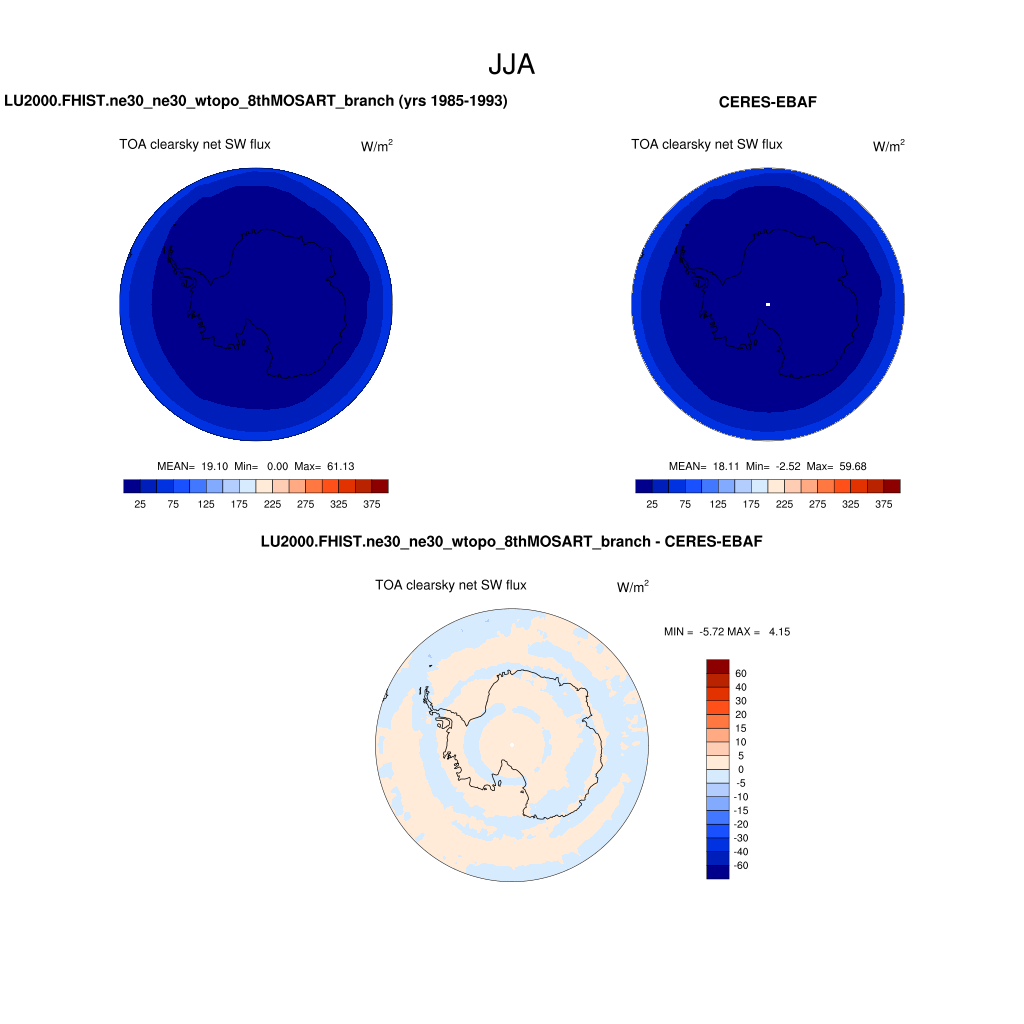 JJA
LU2000.FHIST.ne30_ne30_wtopo_8thMOSART_branch (yrs 1985-1993)
CERES-EBAF
TOA clearsky net SW flux W/m²
TOA clearsky net SW flux W/m²
MEAN= 19.10 Min= 0.00 Max= 61.13
MEAN= 18.11 Min= -2.52 Max= 59.68
25 75 125 175 225 275 325 375
25 75 125 175 225 275 325 375
LU2000.FHIST.ne30_ne30_wtopo_8thMOSART_branch - CERES-EBAF
TOA clearsky net SW flux W/m²
MIN = -5.72 MAX = 4.15
60
40
30
20
15
10
5
0
-5
-10
-15
-20
-30
-40
-60